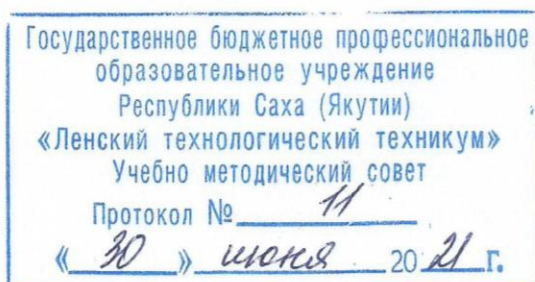 Государственное бюджетное профессиональное
образовательное учреждение
Республики Саха (Якутии)
«Ленский технологический техникум»
Учебно методический совет
Протокол № 11
« 30 » июня 20 21 г.